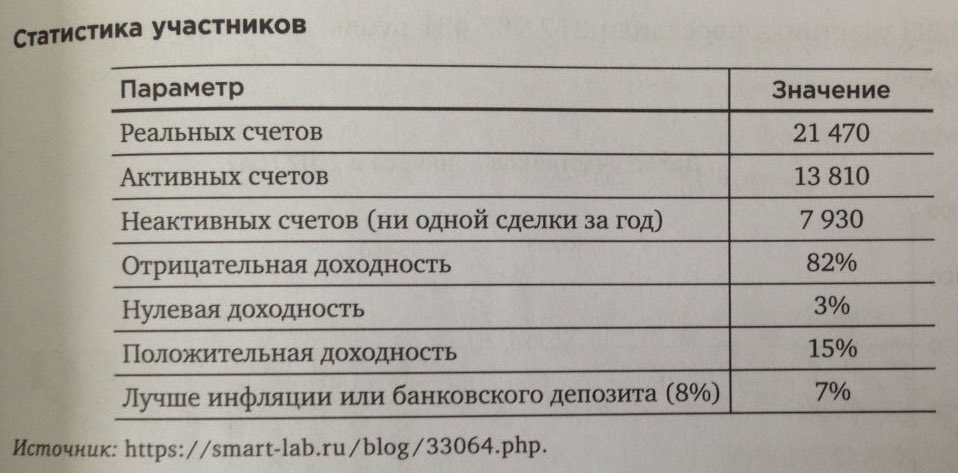 Статистика участников
Параметр Значение
Реальных счетов 21 470
Активных счетов 13 810
Неактивных счетов (ни одной сделки за год) 7 930
Отрицательная доходность 82%
Нулевая доходность 3%
Положительная доходность 15%
Лучше инфляции или банковского депозита (8%) 7%
Источник: https://smart-lab.ru/blog/33064.php.